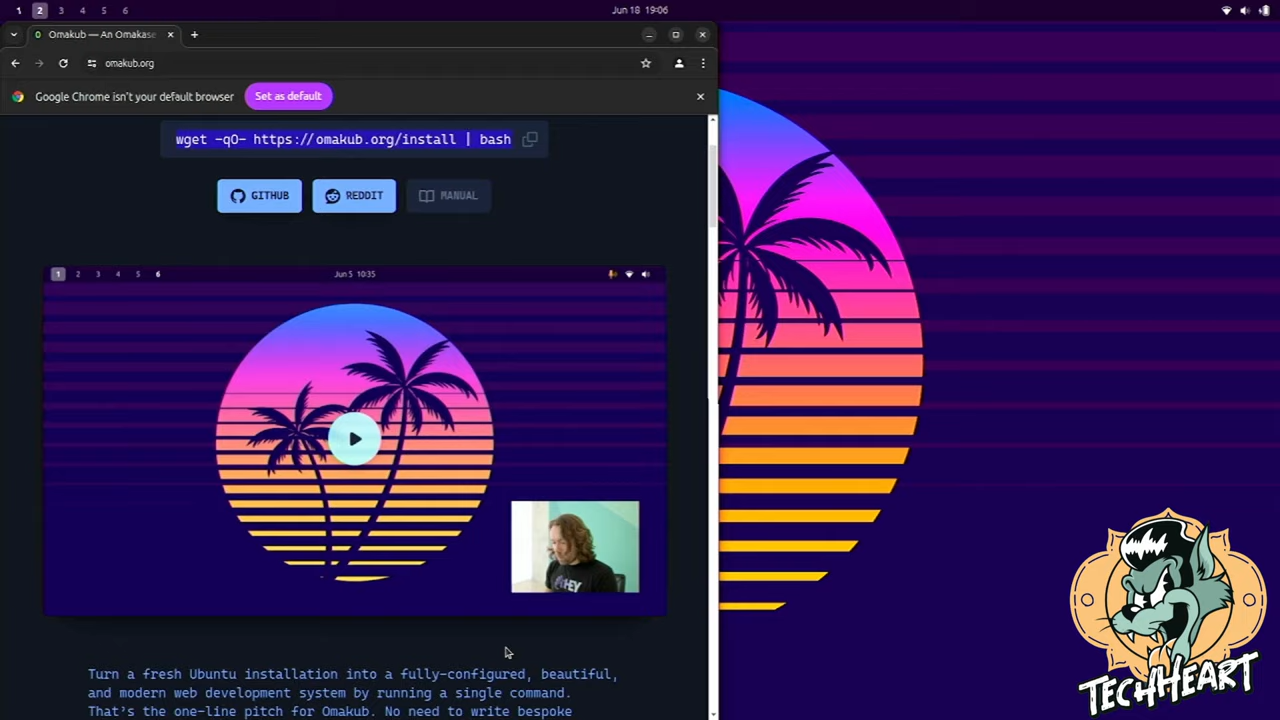 1 2 3 4 5 6 Jun 18 19:06
Omakub — An Omakase
omakub.org
Google Chrome isn't your default browser Set as default
wget -qO- https://omakub.org/install | bash
GITHUB REDDIT MANUAL
1 2 3 4 5 6 Jun 5 10:35
HEY
Turn a fresh Ubuntu installation into a fully-configured, beautiful,
and modern web development system by running a single command.
That's the one-line pitch for Omakub. No need to write bespoke
TECHHEART